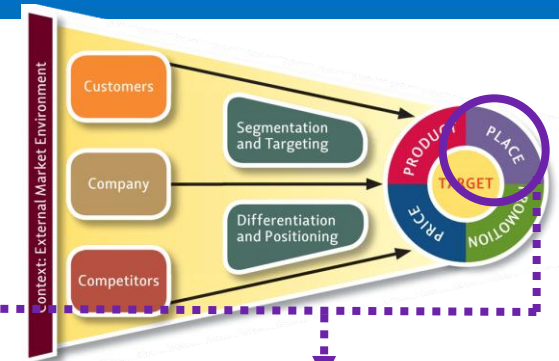 Context: External Market Environment
Customers
Company
Competitors
Segmentation
and Targeting
Differentiation
and Positioning
PRODUCT
PLACE
TARGET
PRICE
PROMOTION